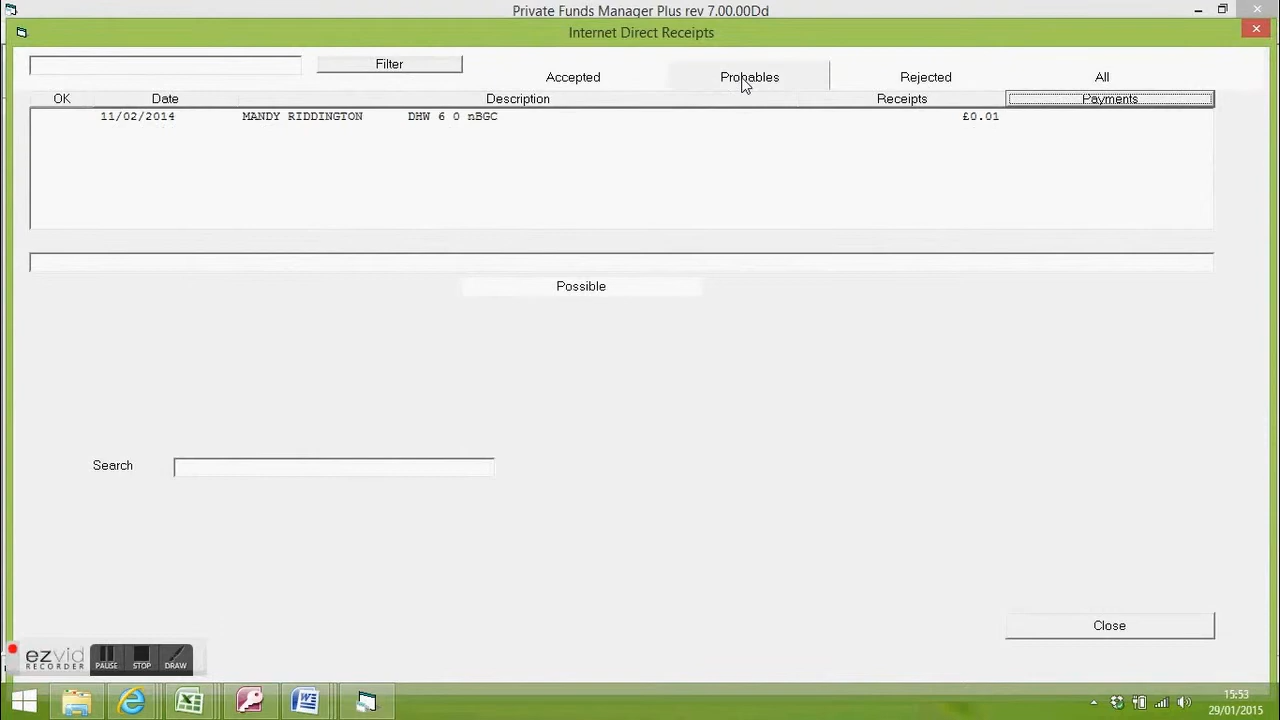 Private Funds Manager Plus rev 7.00.00Dd
Internet Direct Receipts
Filter
Accepted
Probables
Rejected
All
OK
Date
Description
Receipts
Payments
11/02/2014 MANDY RIDDINGTON DHW 6 0 nBGC £0.01
Possible
Search
Close
ezvid
RECORDER
PAUSE
STOP
DRAW
15:53
29/01/2015